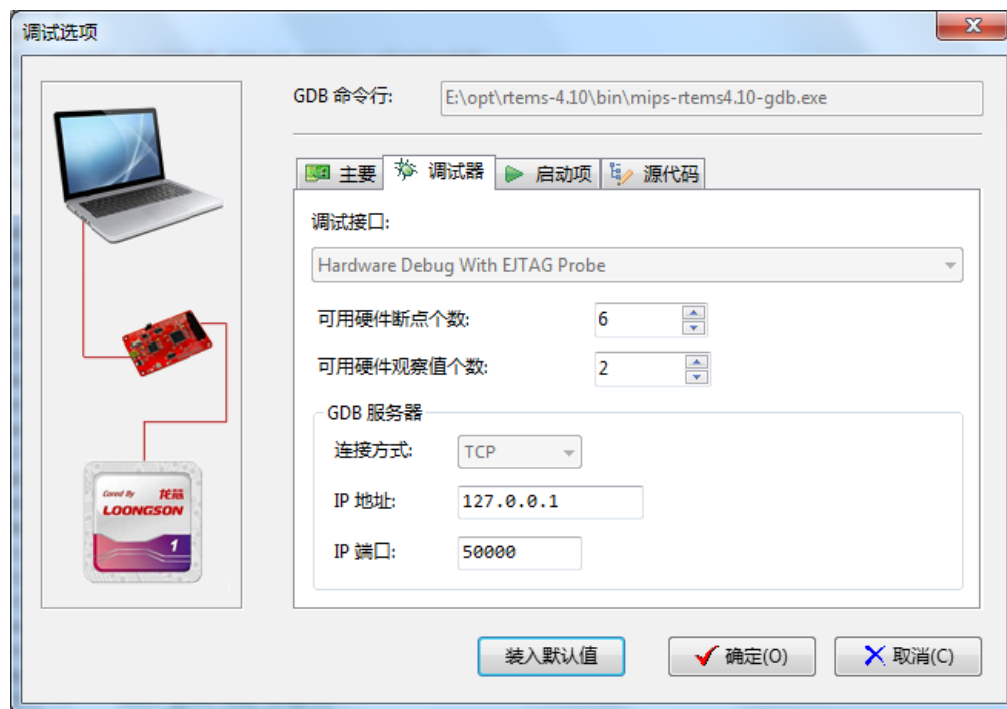 调试选项
GDB 命令行:
E:\opt\rtems-4.10\bin\mips-rtems4.10-gdb.exe
主要
调试器
启动项
源代码
调试接口:
Hardware Debug With EJTAG Probe
可用硬件断点个数:
6
可用硬件观察值个数:
2
GDB 服务器
连接方式:
TCP
IP 地址:
127.0.0.1
IP 端口:
50000
Cored By 龙芯
LOONGSON
1
装入默认值
确定(O)
取消(C)